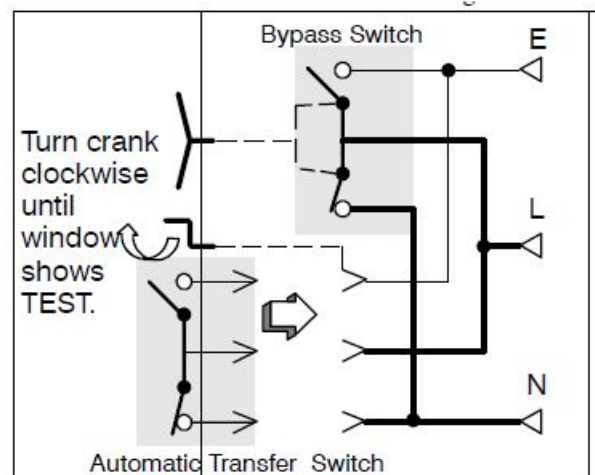 Bypass Switch
E
Turn crank
clockwise
until
window
shows
TEST.
L
N
Automatic Transfer Switch